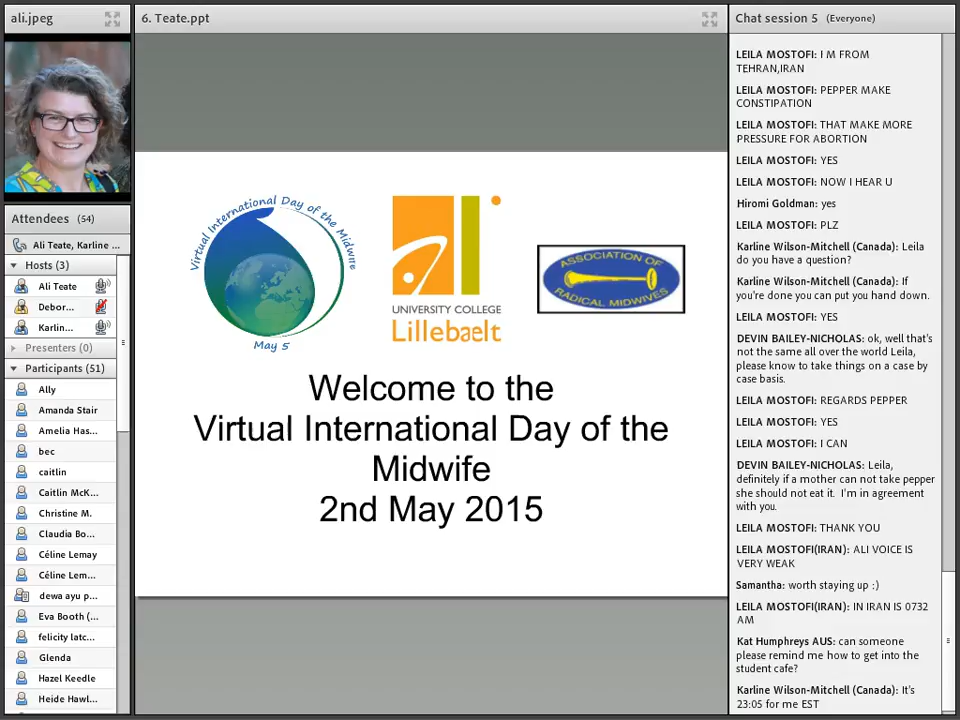 ali.jpeg
Attendees (54)
Ali Teate, Karline ...
Hosts (3)
Ali Teate
Debor...
Karlin...
Presenters (0)
Participants (51)
Ally
Amanda Stair
Amelia Has...
bec
caitlin
Caitlin McK...
Christine M.
Claudia Bo...
Céline Lemay
Céline Lem...
dewa ayu p...
Eva Booth (...
felicity latc...
Glenda
Hazel Keedle
Heide Hawl...
6. Teate.ppt
Virtual International Day of the Midwife
May 5
UNIVERSITY COLLEGE
Lillebaelt
ASSOCIATION OF
RADICAL MIDWIVES
Welcome to the
Virtual International Day of the
Midwife
2nd May 2015
Chat session 5 (Everyone)
LEILA MOSTOFI: I M FROM
TEHRAN,IRAN
LEILA MOSTOFI: PEPPER MAKE
CONSTIPATION
LEILA MOSTOFI: THAT MAKE MORE
PRESSURE FOR ABORTION
LEILA MOSTOFI: YES
LEILA MOSTOFI: NOW I HEAR U
Hiromi Goldman: yes
LEILA MOSTOFI: PLZ
Karline Wilson-Mitchell (Canada): Leila
do you have a question?
Karline Wilson-Mitchell (Canada): If
you're done you can put you hand down.
LEILA MOSTOFI: YES
DEVIN BAILEY-NICHOLAS: ok, well that's
not the same all over the world Leila,
please know to take things on a case by
case basis.
LEILA MOSTOFI: REGARDS PEPPER
LEILA MOSTOFI: YES
LEILA MOSTOFI: I CAN
DEVIN BAILEY-NICHOLAS: Leila,
definitely if a mother can not take pepper
she should not eat it. I'm in agreement
with you.
LEILA MOSTOFI: THANK YOU
LEILA MOSTOFI(IRAN): ALI VOICE IS
VERY WEAK
Samantha: worth staying up ;)
LEILA MOSTOFI(IRAN): IN IRAN IS 0732
AM
Kat Humphreys AUS: can someone
please remind me how to get into the
student cafe?
Karline Wilson-Mitchell (Canada): It's
23:05 for me EST